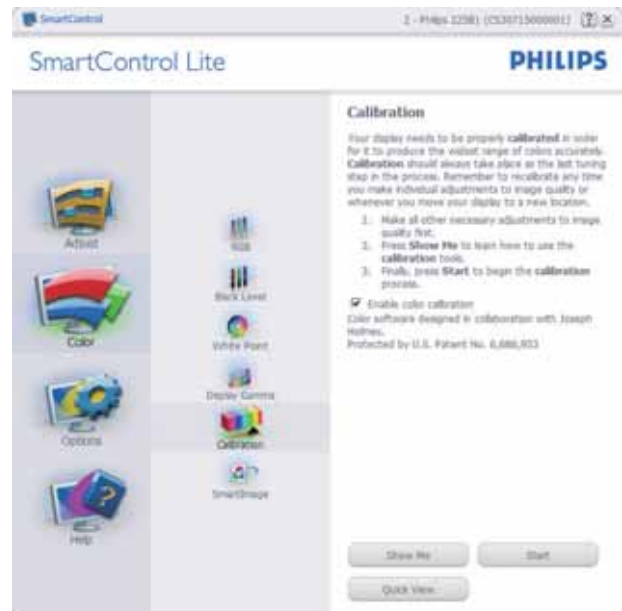 SmartControl
SmartControl Lite
PHILIPS
Calibration
Your display needs to be properly calibrated in order
for it to produce the widest range of colors accurately.
Calibration should always take place as the last tuning
step in the process. Remember to recalibrate any time
you make individual adjustments to image quality or
whenever you move your display to a new location.
1. Make all other necessary adjustments to image
quality first.
2. Press Show Me to learn how to use the
calibration tools.
3. Finally, press Start to begin the calibration
process.
Enable color calibration
Color software designed in collaboration with Joseph
Holmes.
Protected by U.S. Patent No.
Adjust
Color
Options
Help
RGB
Black Level
White Point
Display Gamma
Calibration
SmartImage
Show Me
Start
Quick View